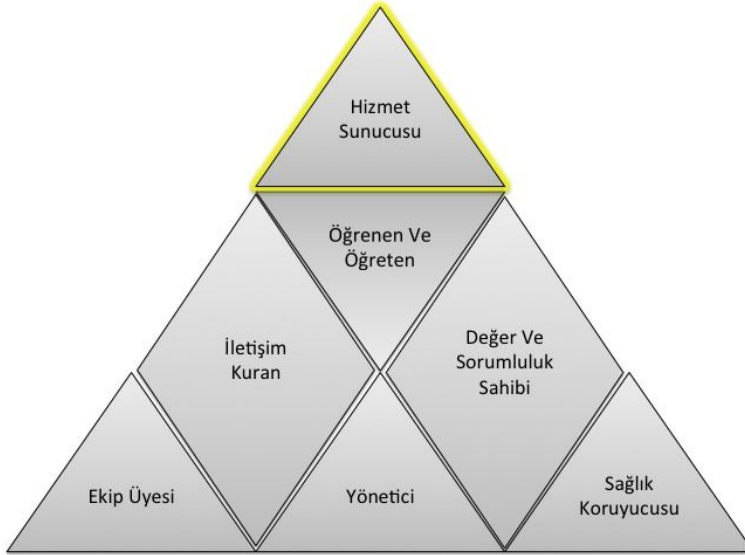 Hizmet
Sunucusu
Öğrenen Ve
Öğreten
İletişim
Kuran
Değer Ve
Sorumluluk
Sahibi
Ekip Üyesi
Yönetici
Sağlık
Koruyucusu